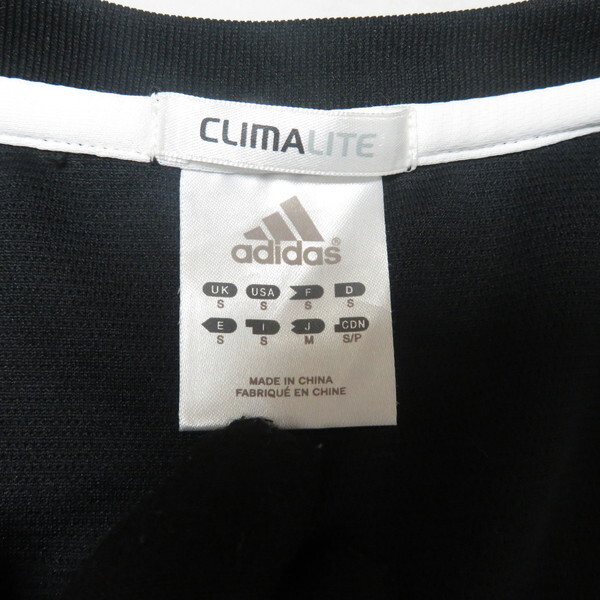 CLIMALITE
adidas®
UK USA F D
S S S S
E I J CDN
S S M S/P
MADE IN CHINA
FABRIQUÉ EN CHINE